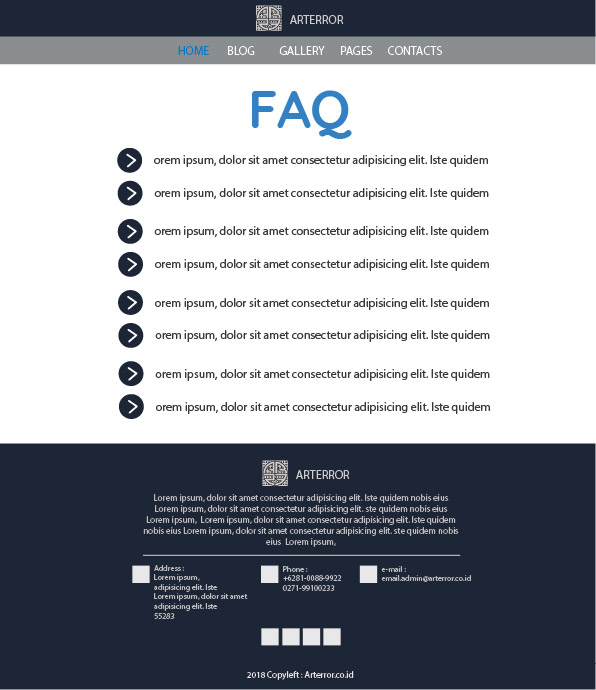 ARTERROR
HOME BLOG GALLERY PAGES CONTACTS
FAQ
orem ipsum, dolor sit amet consectetur adipisicing elit. Iste quidem
orem ipsum, dolor sit amet consectetur adipisicing elit. Iste quidem
orem ipsum, dolor sit amet consectetur adipisicing elit. Iste quidem
orem ipsum, dolor sit amet consectetur adipisicing elit. Iste quidem
orem ipsum, dolor sit amet consectetur adipisicing elit. Iste quidem
orem ipsum, dolor sit amet consectetur adipisicing elit. Iste quidem
orem ipsum, dolor sit amet consectetur adipisicing elit. Iste quidem
orem ipsum, dolor sit amet consectetur adipisicing elit. Iste quidem
ARTERROR
Lorem ipsum, dolor sit amet consectetur adipisicing elit. Iste quidem nobis eius
Lorem ipsum, dolor sit amet consectetur adipisicing elit. ste quidem nobis eius
Lorem ipsum, Lorem ipsum, dolor sit amet consectetur adipisicing elit. Iste quidem
nobis eius Lorem ipsum, dolor sit amet consectetur adipisicing elit. ste quidem nobis
eius Lorem ipsum,
Address :
Lorem ipsum,
adipisicing elit. Iste
Lorem ipsum, dolor sit amet
adipisicing elit. Iste
55283
Phone :
+6281-0088-9922
0271-99100233
e-mail :
email.admin@arterror.co.id
2018 Copyleft : Arterror.co.id